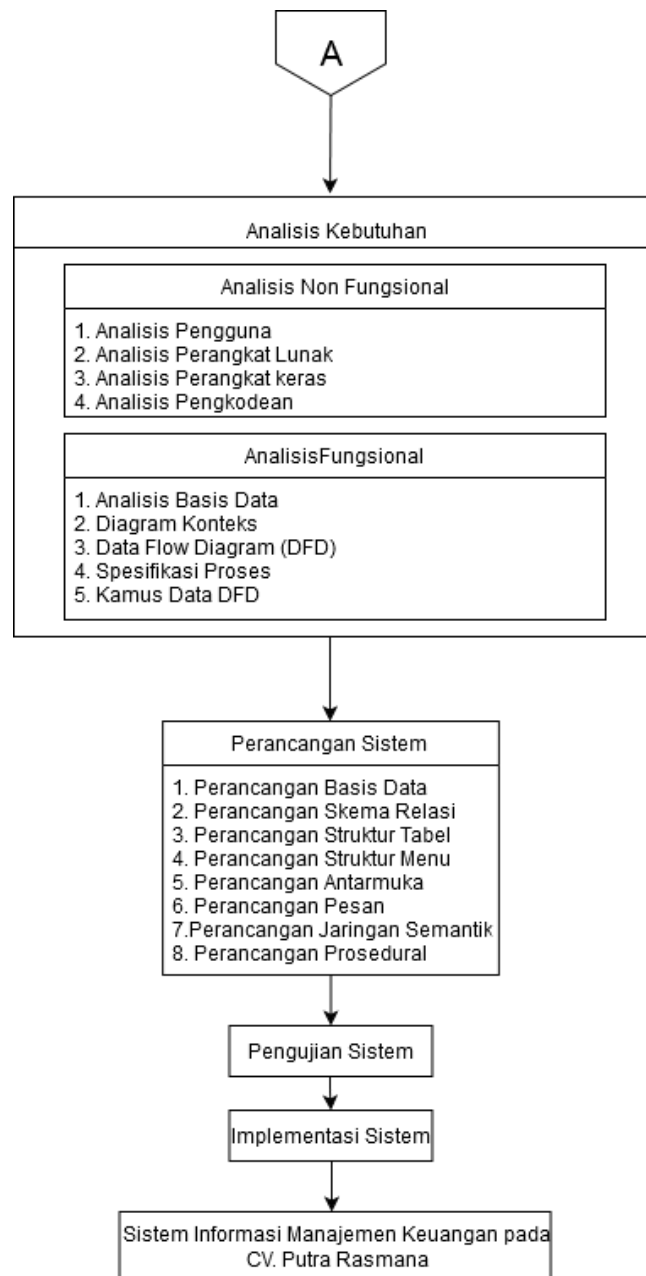 A
Analisis Kebutuhan
Analisis Non Fungsional
1. Analisis Pengguna
2. Analisis Perangkat Lunak
3. Analisis Perangkat keras
4. Analisis Pengkodean
AnalisisFungsional
1. Analisis Basis Data
2. Diagram Konteks
3. Data Flow Diagram (DFD)
4. Spesifikasi Proses
5. Kamus Data DFD
Perancangan Sistem
1. Perancangan Basis Data
2. Perancangan Skema Relasi
3. Perancangan Struktur Tabel
4. Perancangan Struktur Menu
5. Perancangan Antarmuka
6. Perancangan Pesan
7.Perancangan Jaringan Semantik
8. Perancangan Prosedural
Pengujian Sistem
Implementasi Sistem
Sistem Informasi Manajemen Keuangan pada
CV. Putra Rasmana